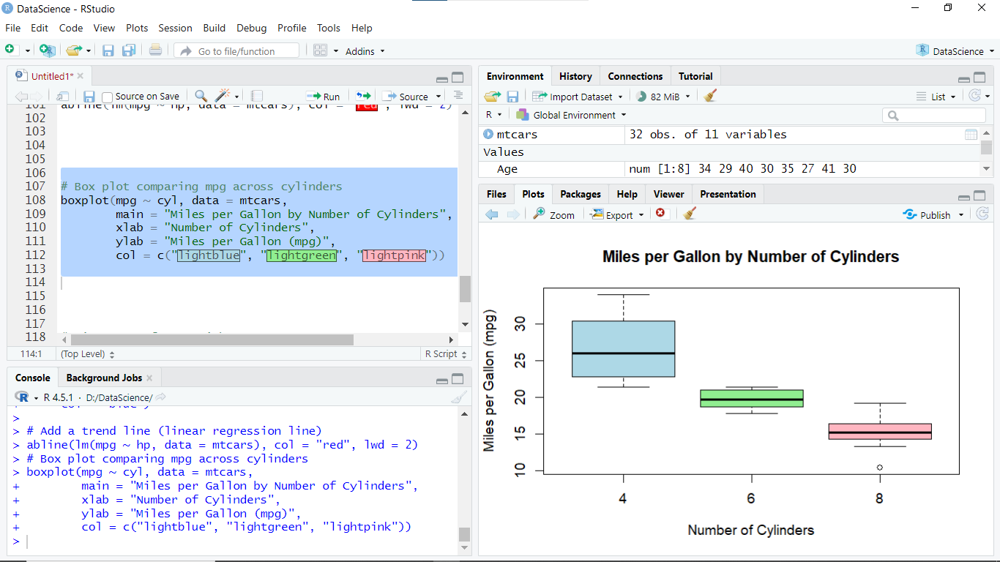 DataScience - RStudio
File Edit Code View Plots Session Build Debug Profile Tools Help
Go to file/function Addins DataScience
Untitled1*
Source on Save Run Source
101 abline(lm(mpg ~ hp, data = mtcars), col = "red", lwd = 2)
102
103
104
105
106
107 # Box plot comparing mpg across cylinders
108 boxplot(mpg ~ cyl, data = mtcars,
109 main = "Miles per Gallon by Number of Cylinders",
110 xlab = "Number of Cylinders",
111 ylab = "Miles per Gallon (mpg)",
112 col = c("lightblue", "lightgreen", "lightpink"))
113
114
115
116
117
118
114:1 (Top Level) R Script
Console Background Jobs
R 4.5.1 · D:/DataScience/
>
> # Add a trend line (linear regression line)
> abline(lm(mpg ~ hp, data = mtcars), col = "red", lwd = 2)
> # Box plot comparing mpg across cylinders
> boxplot(mpg ~ cyl, data = mtcars,
+ main = "Miles per Gallon by Number of Cylinders",
+ xlab = "Number of Cylinders",
+ ylab = "Miles per Gallon (mpg)",
+ col = c("lightblue", "lightgreen", "lightpink"))
>
Environment History Connections Tutorial
Import Dataset 82 MiB List
R Global Environment
mtcars 32 obs. of 11 variables
Values
Age num [1:8] 34 29 40 30 35 27 41 30
Files Plots Packages Help Viewer Presentation
Zoom Export Publish
Miles per Gallon by Number of Cylinders
Miles per Gallon (mpg)
30
25
20
15
10
4 6 8
Number of Cylinders